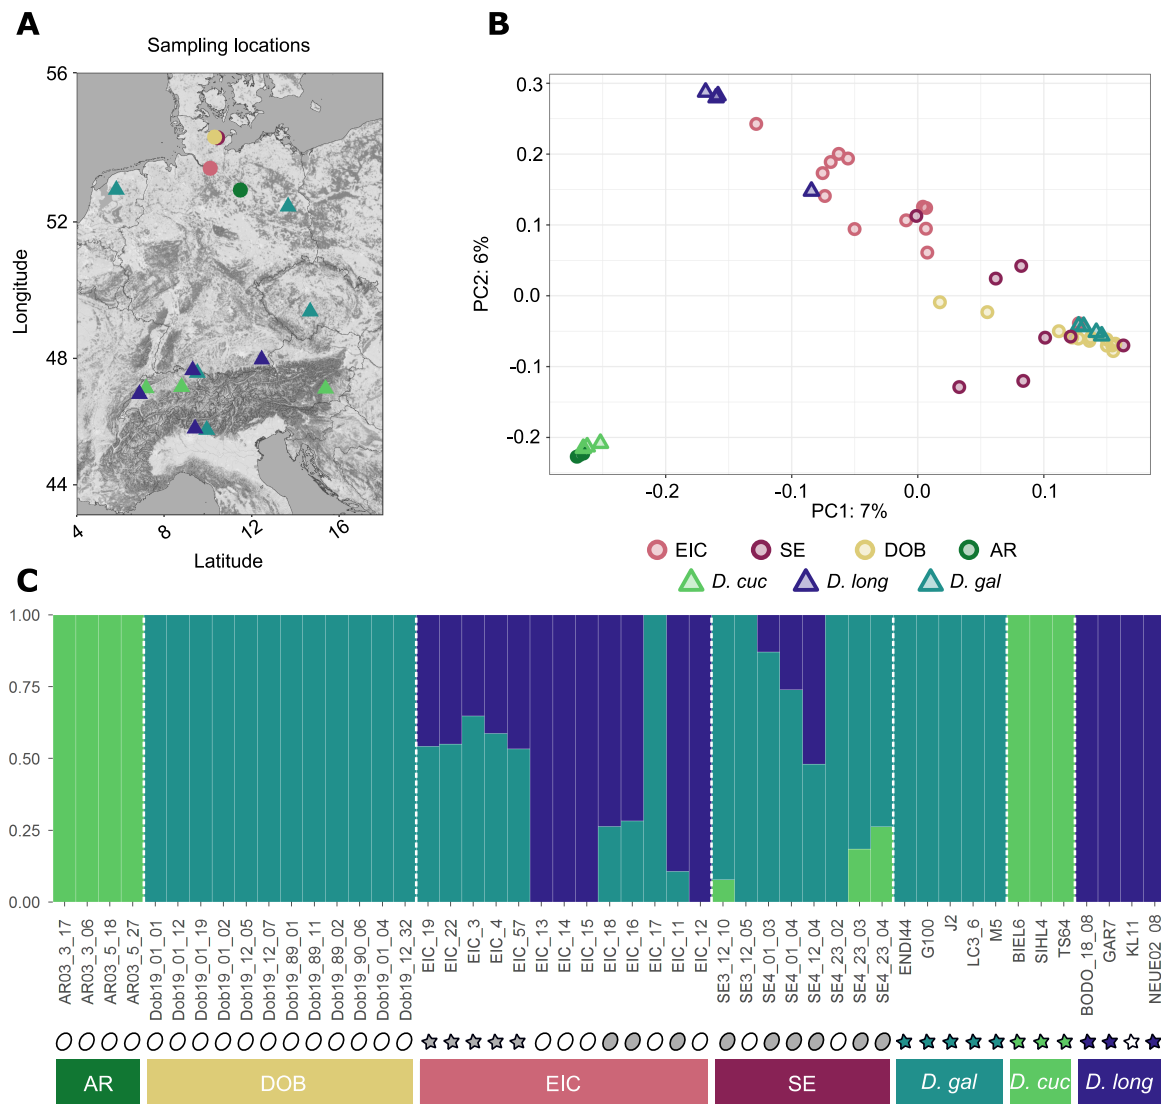 A
Sampling locations
56
52
48
44
Longitude
4
8
12
16
Latitude
B
0.3
0.2
0.1
0.0
-0.1
-0.2
PC2: 6%
-0.2
-0.1
0.0
0.1
PC1: 7%
EIC
SE
DOB
AR
D. cuc
D. long
D. gal
C
1.00
0.75
0.50
0.25
0.00
AR03_3_17
AR03_3_06
AR03_5_18
AR03_5_27
Dob19_01_01
Dob19_01_12
Dob19_01_19
Dob19_01_02
Dob19_12_05
Dob19_12_07
Dob19_89_01
Dob19_89_11
Dob19_89_02
Dob19_90_06
Dob19_01_04
Dob19_12_32
EIC_19
EIC_22
EIC_3
EIC_4
EIC_57
EIC_13
EIC_14
EIC_15
EIC_18
EIC_16
EIC_17
EIC_11
EIC_12
SE3_12_10
SE3_12_05
SE4_01_03
SE4_01_04
SE4_12_04
SE4_23_02
SE4_23_03
SE4_23_04
ENDI44
G100
J2
LC3_6
M5
BIEL6
SIHL4
TS64
BODO_18_08
GAR7
KL11
NEUE02_08
AR
DOB
EIC
SE
D. gal
D. cuc
D. long